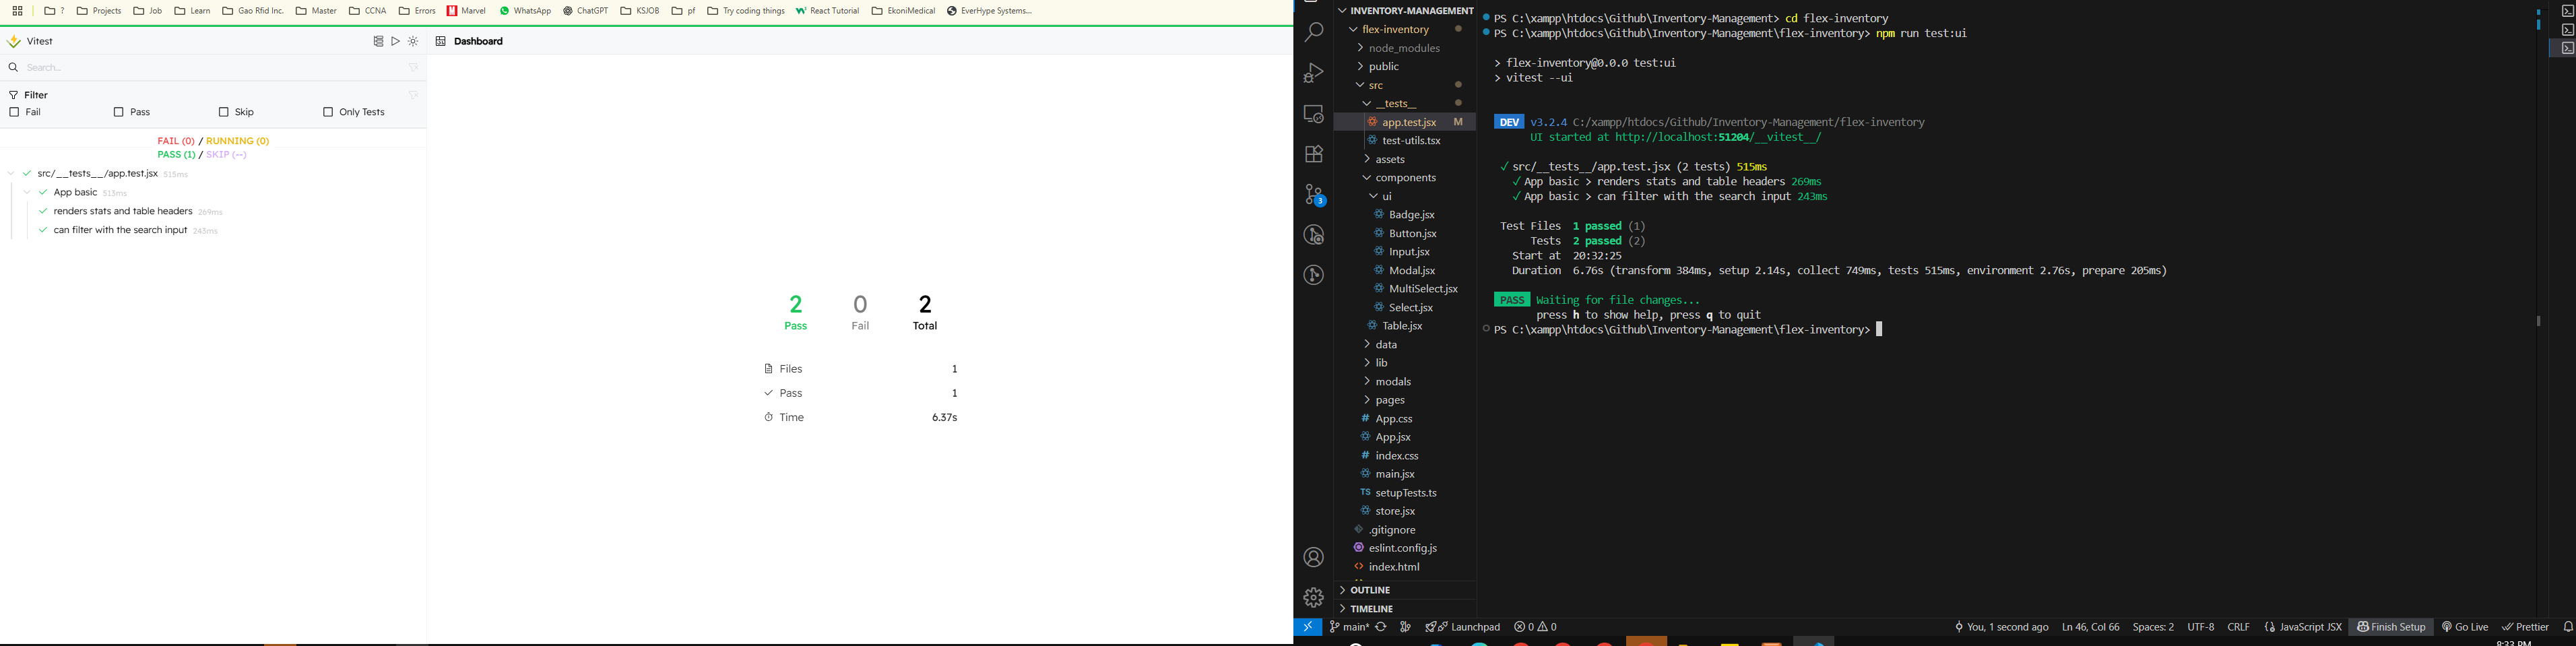 ? Projects Job Learn Gao Rfid Inc. Master CCNA Errors Marvel WhatsApp ChatGPT KSJOB pf Try coding things React Tutorial EkoniMedical EverHype Systems...
Vitest
Dashboard
Search...
Filter
Fail Pass Skip Only Tests
FAIL (0) / RUNNING (0)
PASS (1) / SKIP (--)
src/__tests__/app.test.jsx 515ms
App basic 513ms
renders stats and table headers 269ms
can filter with the search input 243ms
2 0 2
Pass Fail Total
Files 1
Pass 1
Time 6.37s
INVENTORY-MANAGEMENT
flex-inventory
node_modules
public
src
__tests__
app.test.jsx M
test-utils.tsx
assets
components
ui
Badge.jsx
Button.jsx
Input.jsx
Modal.jsx
MultiSelect.jsx
Select.jsx
Table.jsx
data
lib
modals
pages
# App.css
App.jsx
# index.css
main.jsx
TS setupTests.ts
store.jsx
.gitignore
eslint.config.js
<> index.html
OUTLINE
TIMELINE
3
PS C:\xampp\htdocs\Github\Inventory-Management> cd flex-inventory
PS C:\xampp\htdocs\Github\Inventory-Management\flex-inventory> npm run test:ui
> flex-inventory@0.0.0 test:ui
> vitest --ui
DEV v3.2.4 C:/xampp/htdocs/Github/Inventory-Management/flex-inventory
UI started at http://localhost:51204/__vitest__/
✓ src/__tests__/app.test.jsx (2 tests) 515ms
✓ App basic > renders stats and table headers 269ms
✓ App basic > can filter with the search input 243ms
Test Files 1 passed (1)
Tests 2 passed (2)
Start at 20:32:25
Duration 6.76s (transform 384ms, setup 2.14s, collect 749ms, tests 515ms, environment 2.76s, prepare 205ms)
PASS Waiting for file changes...
press h to show help, press q to quit
PS C:\xampp\htdocs\Github\Inventory-Management\flex-inventory>
main* Launchpad 0 0 You, 1 second ago Ln 46, Col 66 Spaces: 2 UTF-8 CRLF {} JavaScript JSX Finish Setup Go Live Prettier
8:33 PM